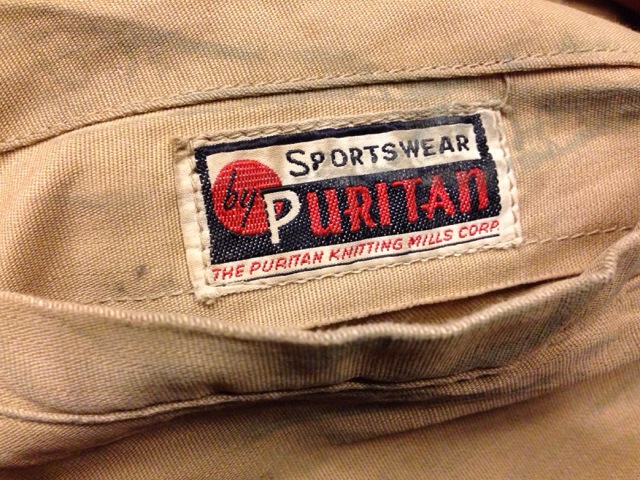 SPORTSWEAR
by PURITAN
THE PURITAN KNITTING MILLS CORP.